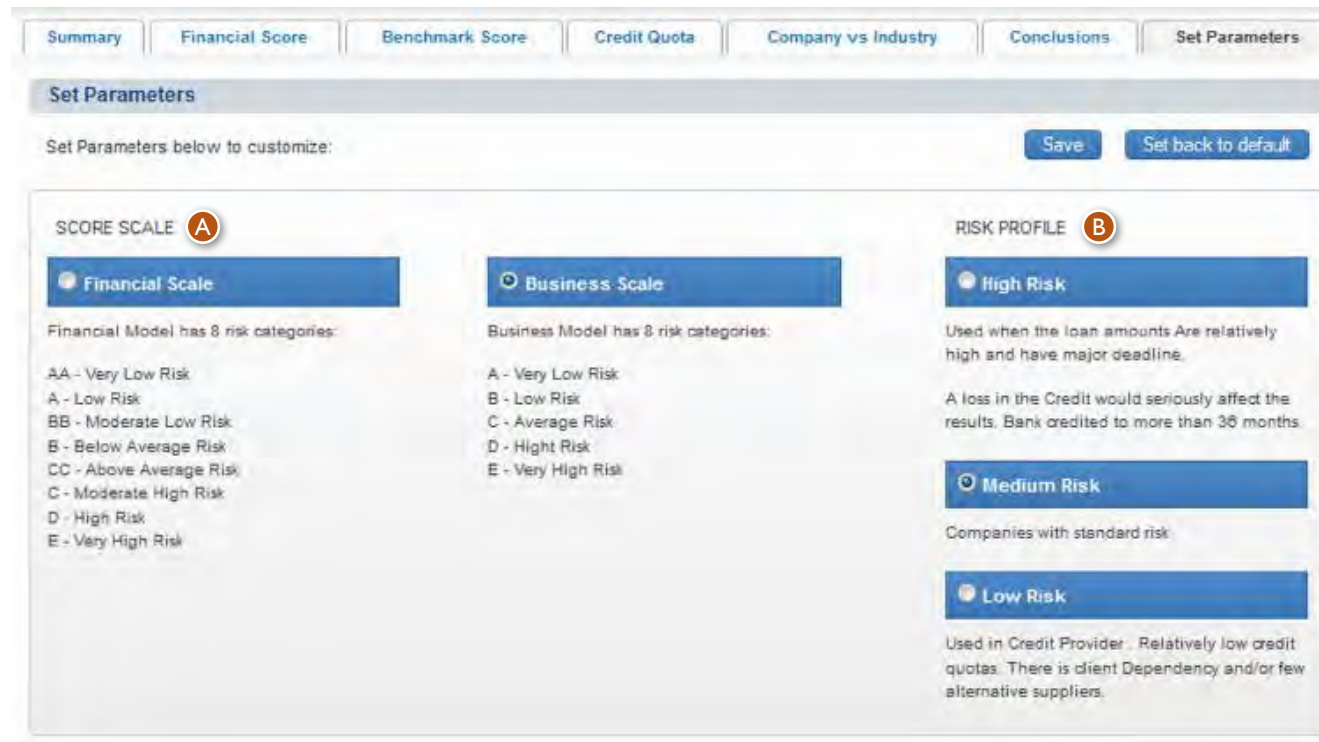 Summary
Financial Score
Benchmark Score
Credit Quota
Company vs Industry
Conclusions
Set Parameters
Set Parameters
Set Parameters below to customize:
Save
Set back to default
SCORE SCALE A
Financial Scale
Financial Model has 8 risk categories:
AA - Very Low Risk
A - Low Risk
BB - Moderate Low Risk
B - Below Average Risk
CC - Above Average Risk
C - Moderate High Risk
D - High Risk
E - Very High Risk
Business Scale
Business Model has 8 risk categories:
A - Very Low Risk
B - Low Risk
C - Average Risk
D - Hight Risk
E - Very High Risk
RISK PROFILE B
High Risk
Used when the loan amounts Are relatively
high and have major deadline.
A loss in the Credit would seriously affect the
results. Bank credited to more than 36 months.
Medium Risk
Companies with standard risk
Low Risk
Used in Credit Provider . Relatively low credit
quotas. There is client Dependency and/or few
alternative suppliers.